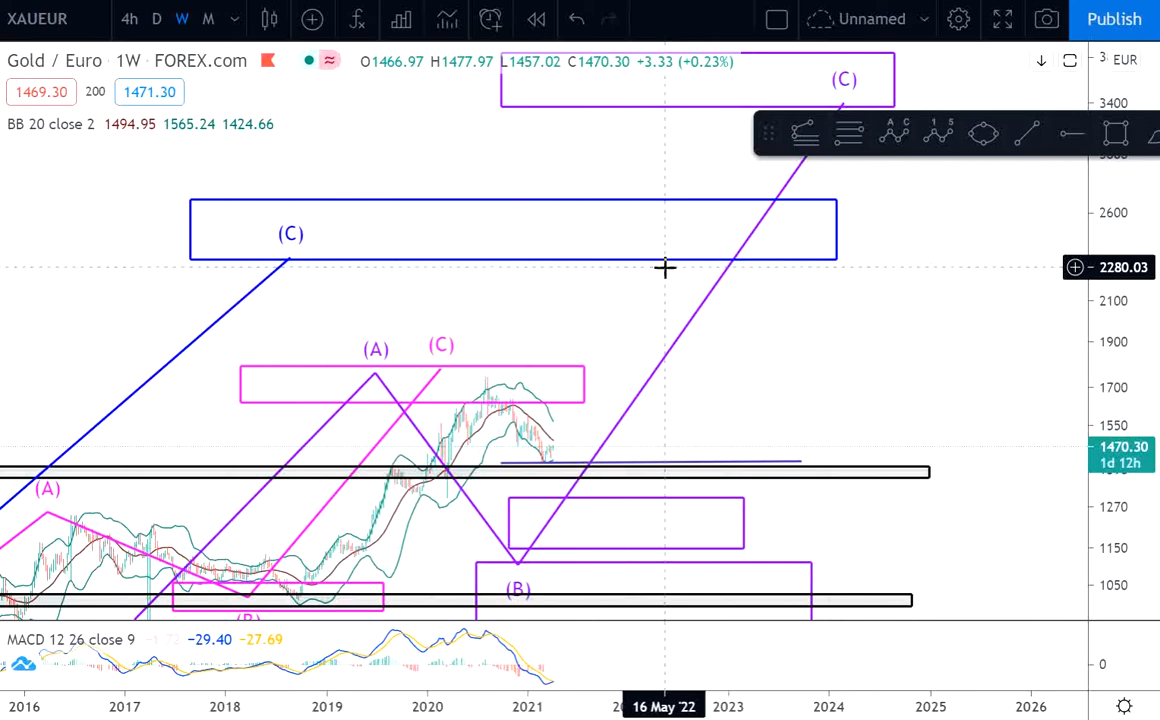 XAUEUR 4h D W M Unnamed Publish
Gold / Euro · 1W · FOREX.com O1466.97 H1477.97 L1457.02 C1470.30 +3.33 (+0.23%)
EUR
1469.30 200 1471.30
BB 20 close 2 1494.95 1565.24 1424.66
(C)
A C
1 5
3400
2600
(C)
2280.03
2100
1900
(A) (C)
1700
1550
1470.30
1d 12h
(A)
1270
1150
1050
(B)
MACD 12 26 close 9 −29.40 −27.69
0
2016 2017 2018 2019 2020 2021 16 May '22 2023 2024 2025 2026